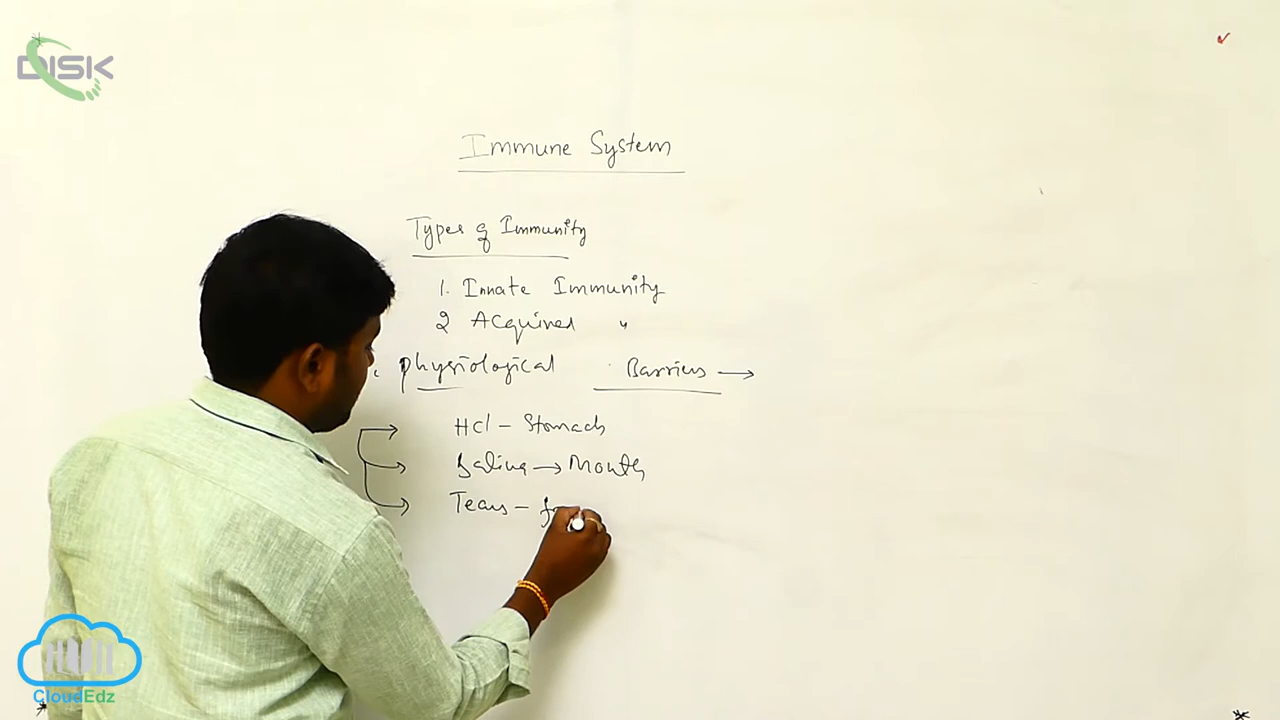 DISK
Immune System
Types of Immunity
1. Innate Immunity
2 Acquired "
Physiological Barriers →
Hcl - Stomach
Saliva → Mouth
Tears -
CloudEdz